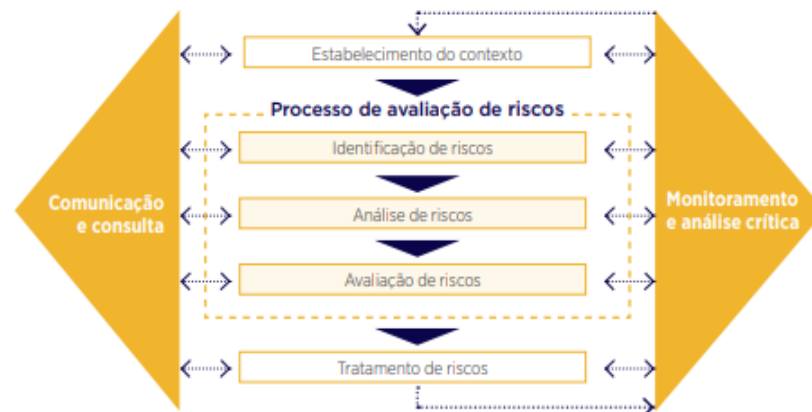 Estabelecimento do contexto
Processo de avaliação de riscos
Identificação de riscos
Comunicação
e consulta
Análise de riscos
Monitoramento
e análise crítica
Avaliação de riscos
Tratamento de riscos